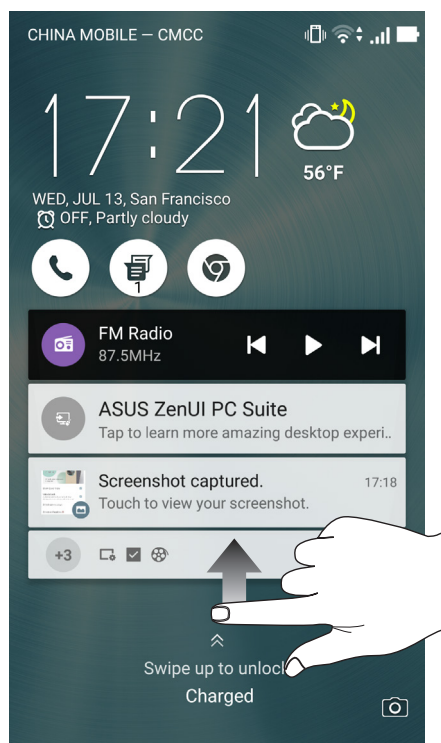 CHINA MOBILE – CMCC
17:21
56°F
WED, JUL 13, San Francisco
OFF, Partly cloudy
1
FM Radio
87.5MHz
ASUS ZenUI PC Suite
Tap to learn more amazing desktop experi..
Screenshot captured. 17:18
Touch to view your screenshot.
+3
Swipe up to unloc
Charged